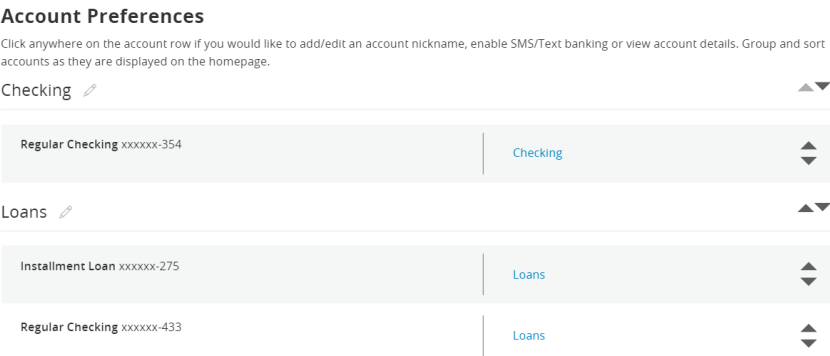 Account Preferences
Click anywhere on the account row if you would like to add/edit an account nickname, enable SMS/Text banking or view account details. Group and sort
accounts as they are displayed on the homepage.
Checking
Regular Checking xxxxxx-354
Checking
Loans
Installment Loan xxxxxx-275
Loans
Regular Checking xxxxxx-433
Loans